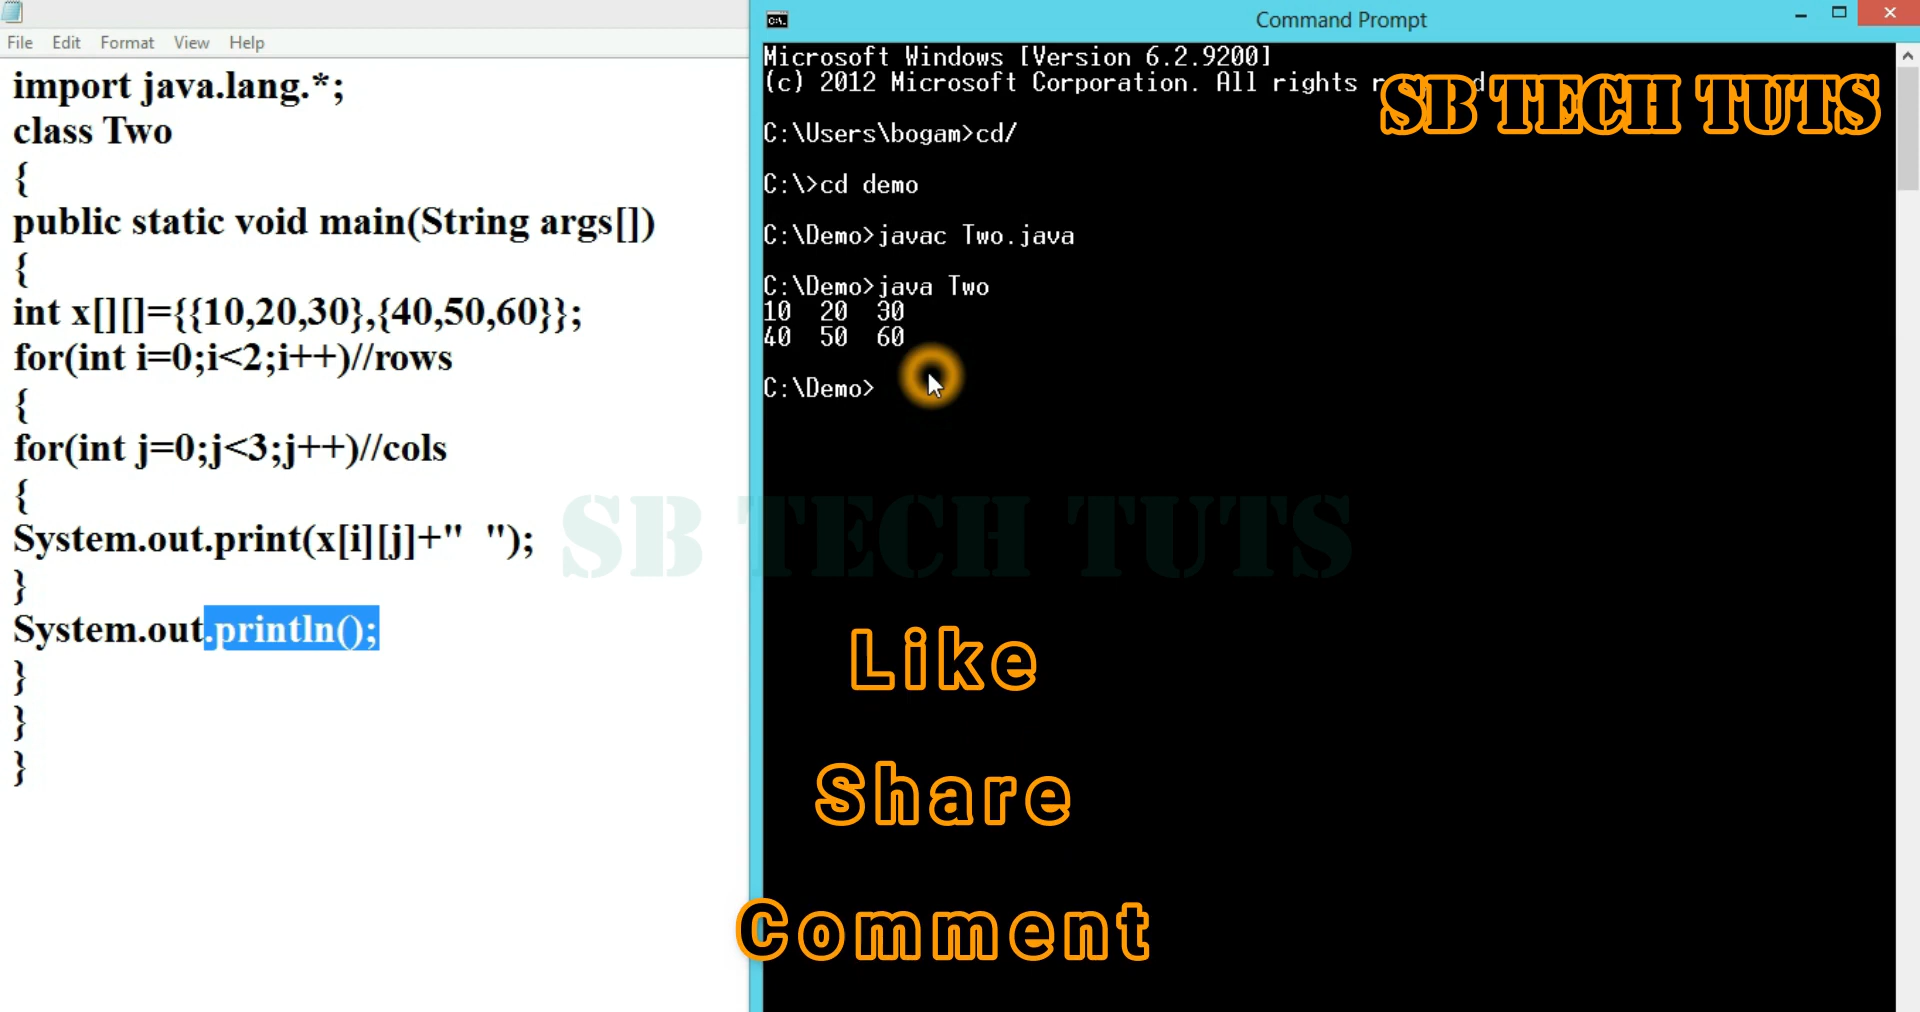 File Edit Format View Help
import java.lang.*;
class Two
{
public static void main(String args[])
{
int x[][]={{10,20,30},{40,50,60}};
for(int i=0;i<2;i++)//rows
{
for(int j=0;j<3;j++)//cols
{
System.out.print(x[i][j]+"  ");
}
System.out.println();
}
}
}
Command Prompt
Microsoft Windows [Version 6.2.9200]
(c) 2012 Microsoft Corporation. All rights
SB TECH TUTS
C:\Users\bogam>cd/
C:\>cd demo
C:\Demo>javac Two.java
C:\Demo>java Two
10  20  30
40  50  60
C:\Demo>
SB TECH TUTS
Like
Share
Comment